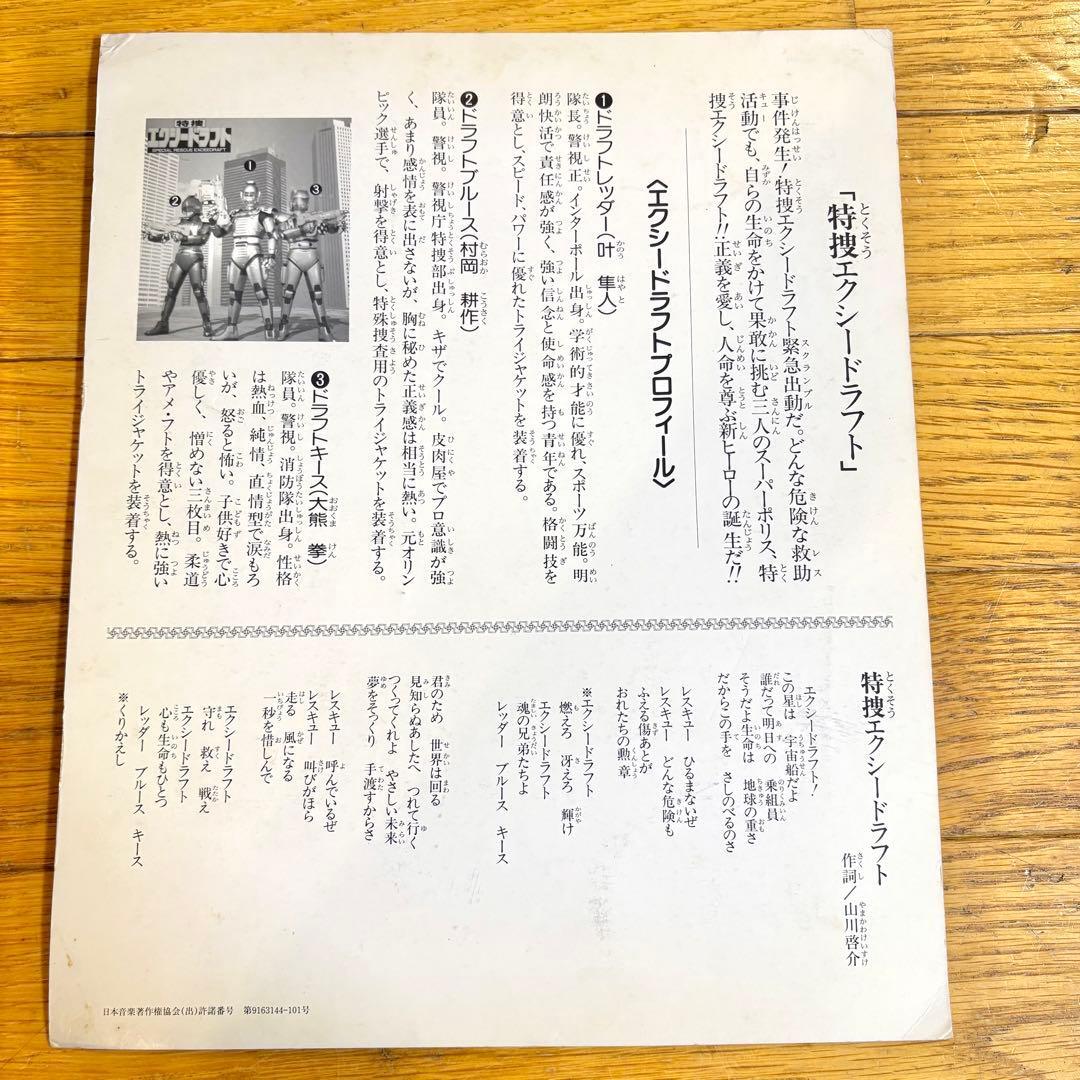 「特捜エクシードラフト」
事件発生！特捜エクシードラフト緊急出動だ。どんな危険な救助
活動でも、自らの生命をかけて果敢に挑む三人のスーパーポリス、特
捜エクシードラフト!!正義を愛し、人命を尊ぶ新ヒーローの誕生だ!!
〈エクシードラフトプロフィール〉
❶ドラフトレッダー(叶 隼人)
隊長。警視正。インターポール出身。学術的才能に優れ、スポーツ万能。明
朗快活で責任感が強く、強い信念と使命感を持つ青年である。格闘技を
得意とし、スピード、パワーに優れたトライジャケットを装着する。
❷ドラフトブルース(村岡 耕作)
隊員。警視。警視庁特捜部出身。キザでクール。皮肉屋でプロ意識が強
く、あまり感情を表に出さないが、胸に秘めた正義感は相当に熱い。元オリン
ピック選手で、射撃を得意とし、特殊捜査用のトライジャケットを装着する。
特捜
エクシードラフト
SPECIAL RESCUE EXCEEDRAFT
1
2
3
❸ドラフトキース(大熊 拳)
隊員。警視。消防隊出身。性格
は熱血、純情、直情型で涙もろ
いが、怒ると怖い。子供好きで心
優しく、憎めない三枚目。柔道
やアメ・フトを得意とし、熱に強い
トライジャケットを装着する。
特捜エクシードラフト
作詞／山川啓介
エクシードラフト！
この星は 宇宙船だよ
誰だって明日への 乗組員
そうだよ生命は 地球の重さ
だからこの手を さしのべるのさ
レスキュー ひるまないぜ
レスキュー どんな危険も
ふえる傷あとが
おれたちの勲章
※エクシードラフト
燃えろ 冴えろ 輝け
エクシードラフト
魂の兄弟たちよ
レッダー ブルース キース
君のため 世界は回る
見知らぬあしたへ つれて行く
つくってくれよ やさしい未来
夢をそっくり 手渡すからさ
レスキュー 呼んでいるぜ
レスキュー 叫びがほら
走る 風になる
一秒を惜しんで
エクシードラフト
守れ 救え 戦え
エクシードラフト
心も生命もひとつ
レッダー ブルース キース
※くりかえし
日本音楽著作権協会(出)許諾番号 第9163144-101号